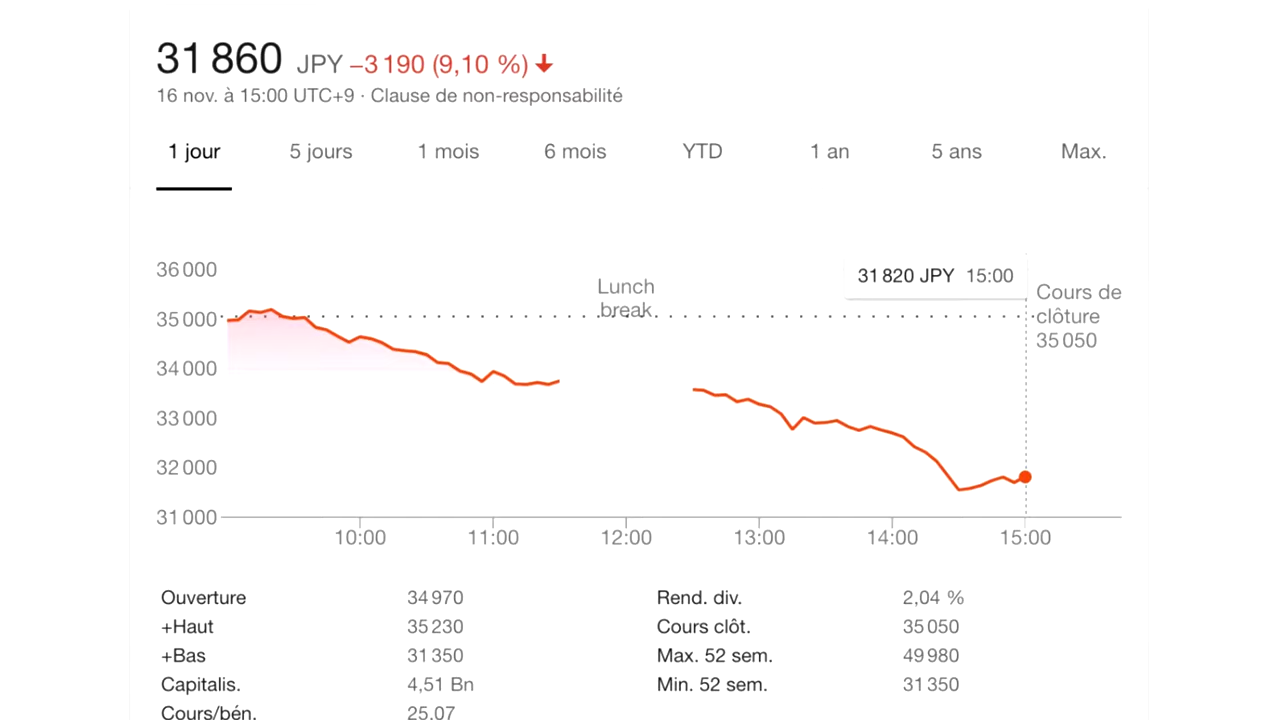 31 860 JPY −3 190 (9,10 %)
16 nov. à 15:00 UTC+9 · Clause de non-responsabilité
1 jour 5 jours 1 mois 6 mois YTD 1 an 5 ans Max.
36 000
35 000
34 000
33 000
32 000
31 000
Lunch
break
31 820 JPY 15:00
Cours de
clôture
35 050
10:00 11:00 12:00 13:00 14:00 15:00
Ouverture 34 970 Rend. div. 2,04 %
+Haut 35 230 Cours clôt. 35 050
+Bas 31 350 Max. 52 sem. 49 980
Capitalis. 4,51 Bn Min. 52 sem. 31 350
Cours/bén. 25,07